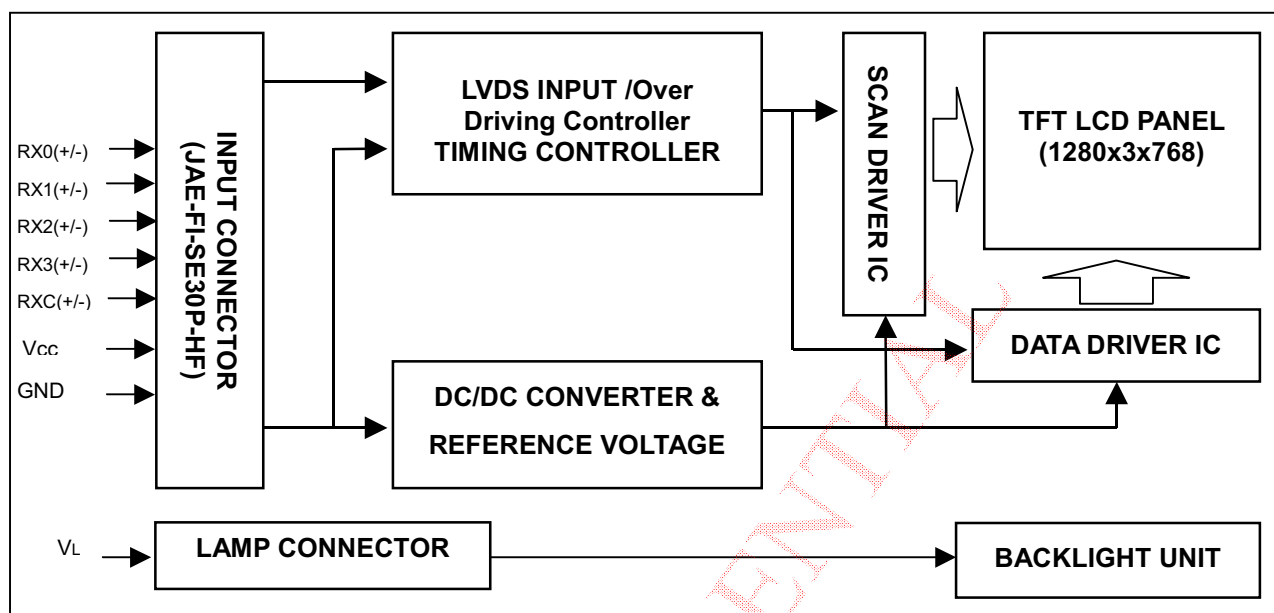 RX0(+/-)
RX1(+/-)
RX2(+/-)
RX3(+/-)
RXC(+/-)
Vcc
GND
INPUT CONNECTOR
(JAE-FI-SE30P-HF)
LVDS INPUT /Over
Driving Controller
TIMING CONTROLLER
SCAN DRIVER IC
TFT LCD PANEL
(1280x3x768)
DATA DRIVER IC
DC/DC CONVERTER &
REFERENCE VOLTAGE
VL
LAMP CONNECTOR
BACKLIGHT UNIT
ENTIAL